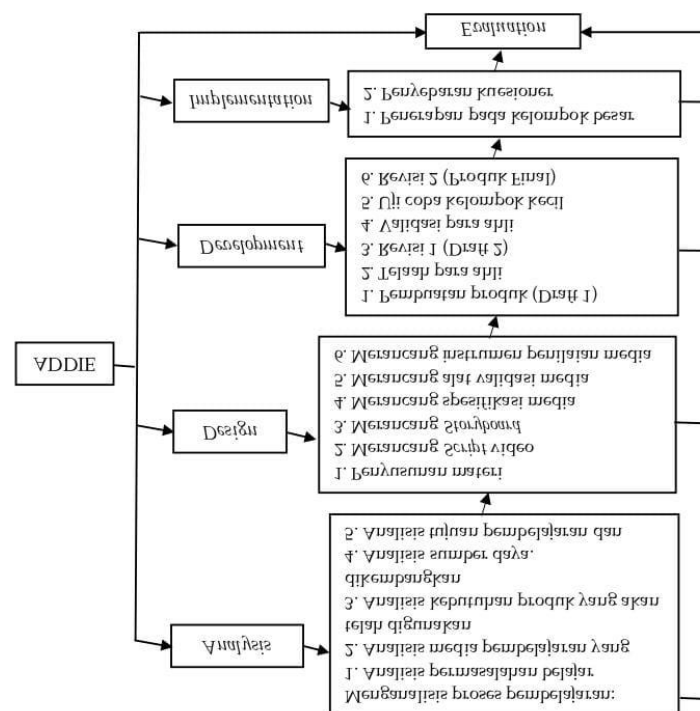 Menganalisis proses pembelajaran:
1. Analisis permasalahan belajar
2. Analisis media pembelajaran yang
telah digunakan
3. Analisis kebutuhan produk yang akan
dikembangkan
4. Analisis sumber daya.
5. Analisis tujuan pembelajaran dan
Analysis
1. Penyusunan materi
2. Merancang Script video
3. Merancang Storyboard
4. Merancang spesifikasi media
5. Merancang alat validasi media
6. Merancang instrumen penilaian media
Design
ADDIE
1. Pembuatan produk (Draft 1)
2. Telaah para ahli
3. Revisi 1 (Draft 2)
4. Validasi para ahli
5. Uji coba kelompok kecil
6. Revisi 2 (Produk Final)
Development
1. Penerapan pada kelompok besar
2. Penyebaran kuesioner
Implementation
Evaluation